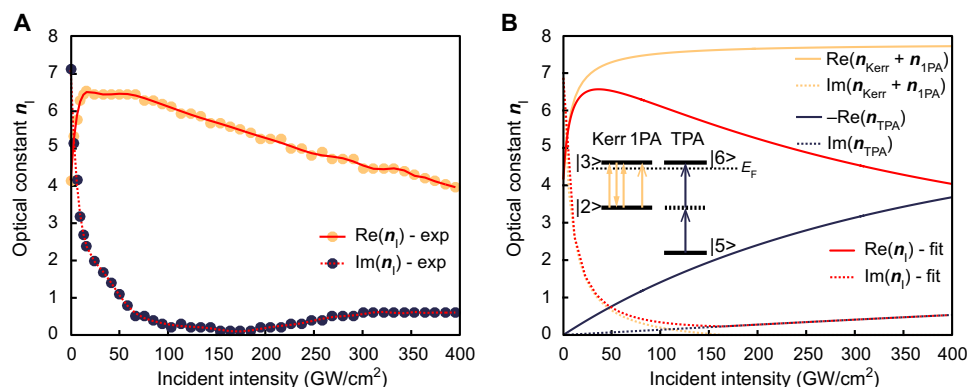 A
Optical constant n_I
8
7
6
5
4
3
2
1
0
0 50 100 150 200 250 300 350 400
Incident intensity (GW/cm²)
Re(n_I) - exp
Im(n_I) - exp
B
Optical constant n_I
8
7
6
5
4
3
2
1
0
0 50 100 150 200 250 300 350 400
Incident intensity (GW/cm²)
Re(n_Kerr + n_1PA)
Im(n_Kerr + n_1PA)
–Re(n_TPA)
Im(n_TPA)
Kerr 1PA TPA
|3> |6>
E_F
|2>
|5>
Re(n_I) - fit
Im(n_I) - fit